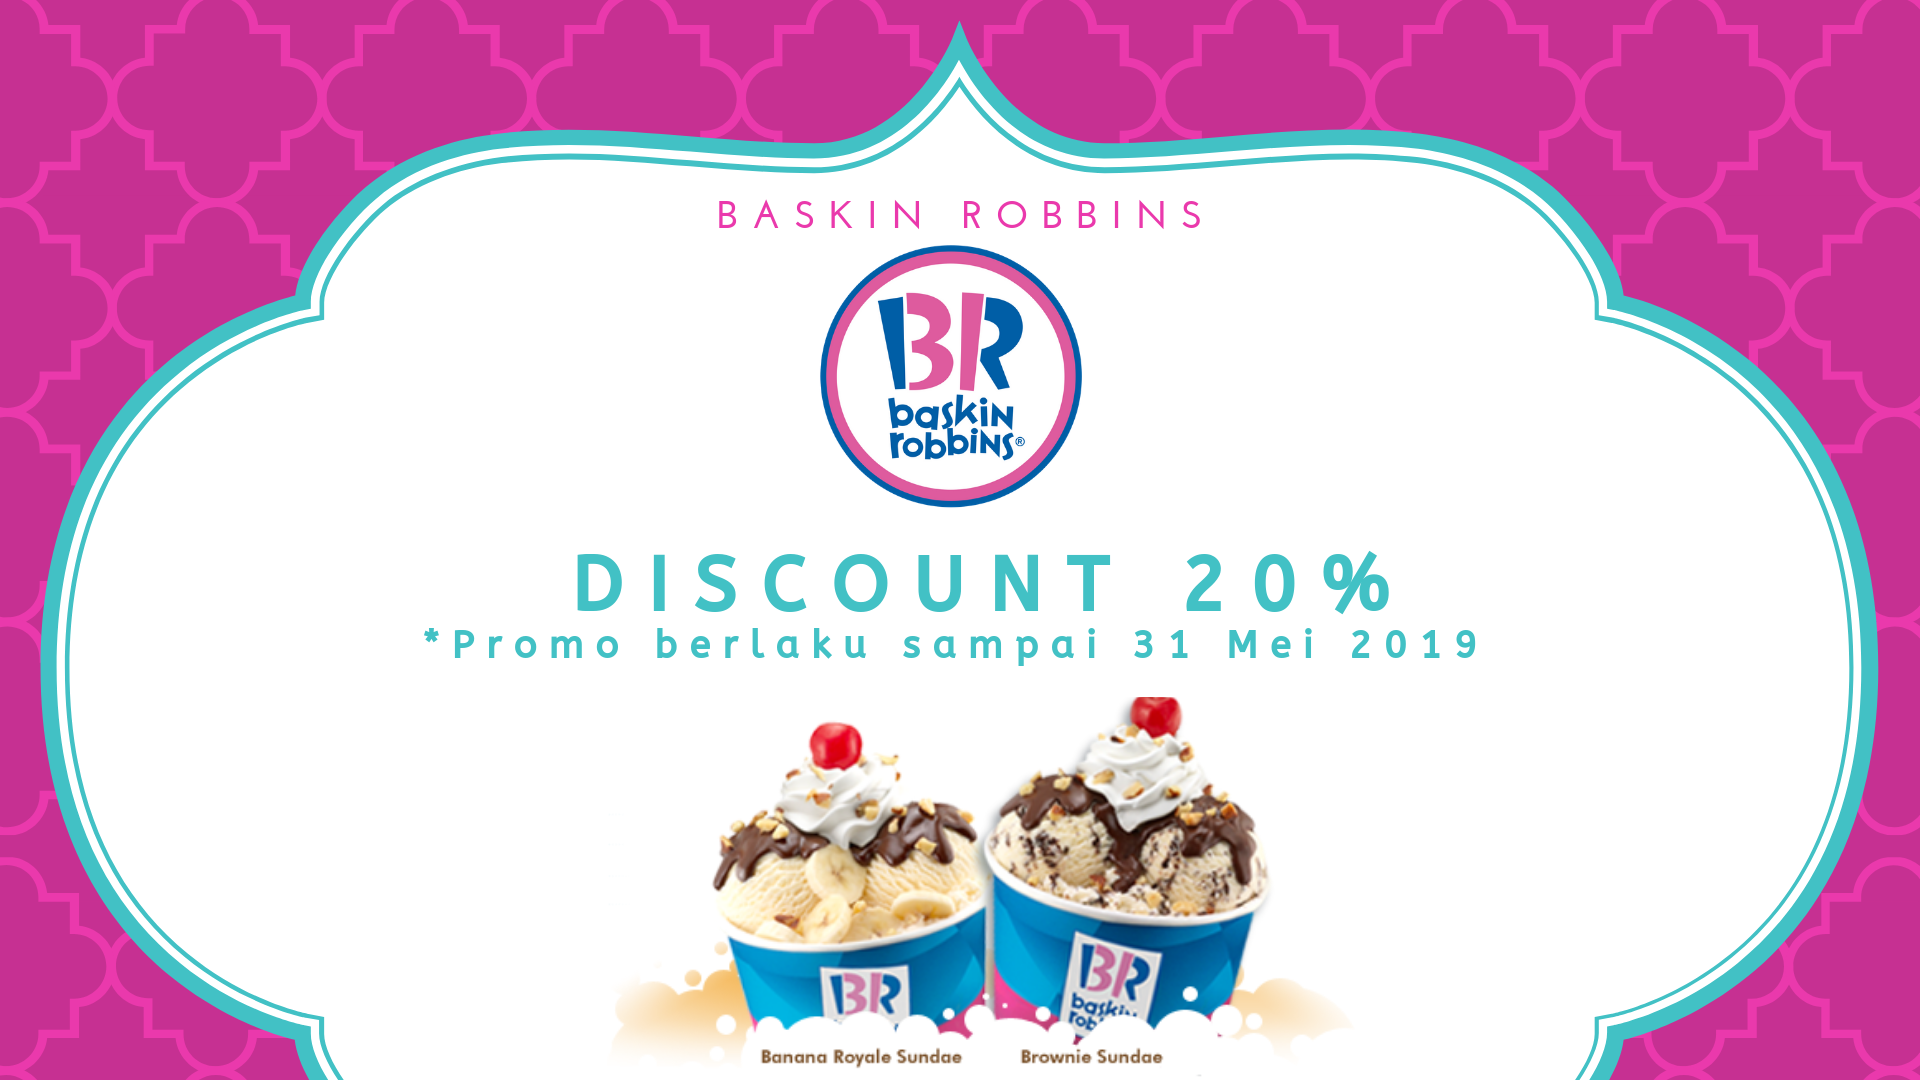 BASKIN ROBBINS
BR
baskin
robbins®
DISCOUNT 20%
*Promo berlaku sampai 31 Mei 2019
BR
BR
baskin
Banana Royale Sundae
Brownie Sundae